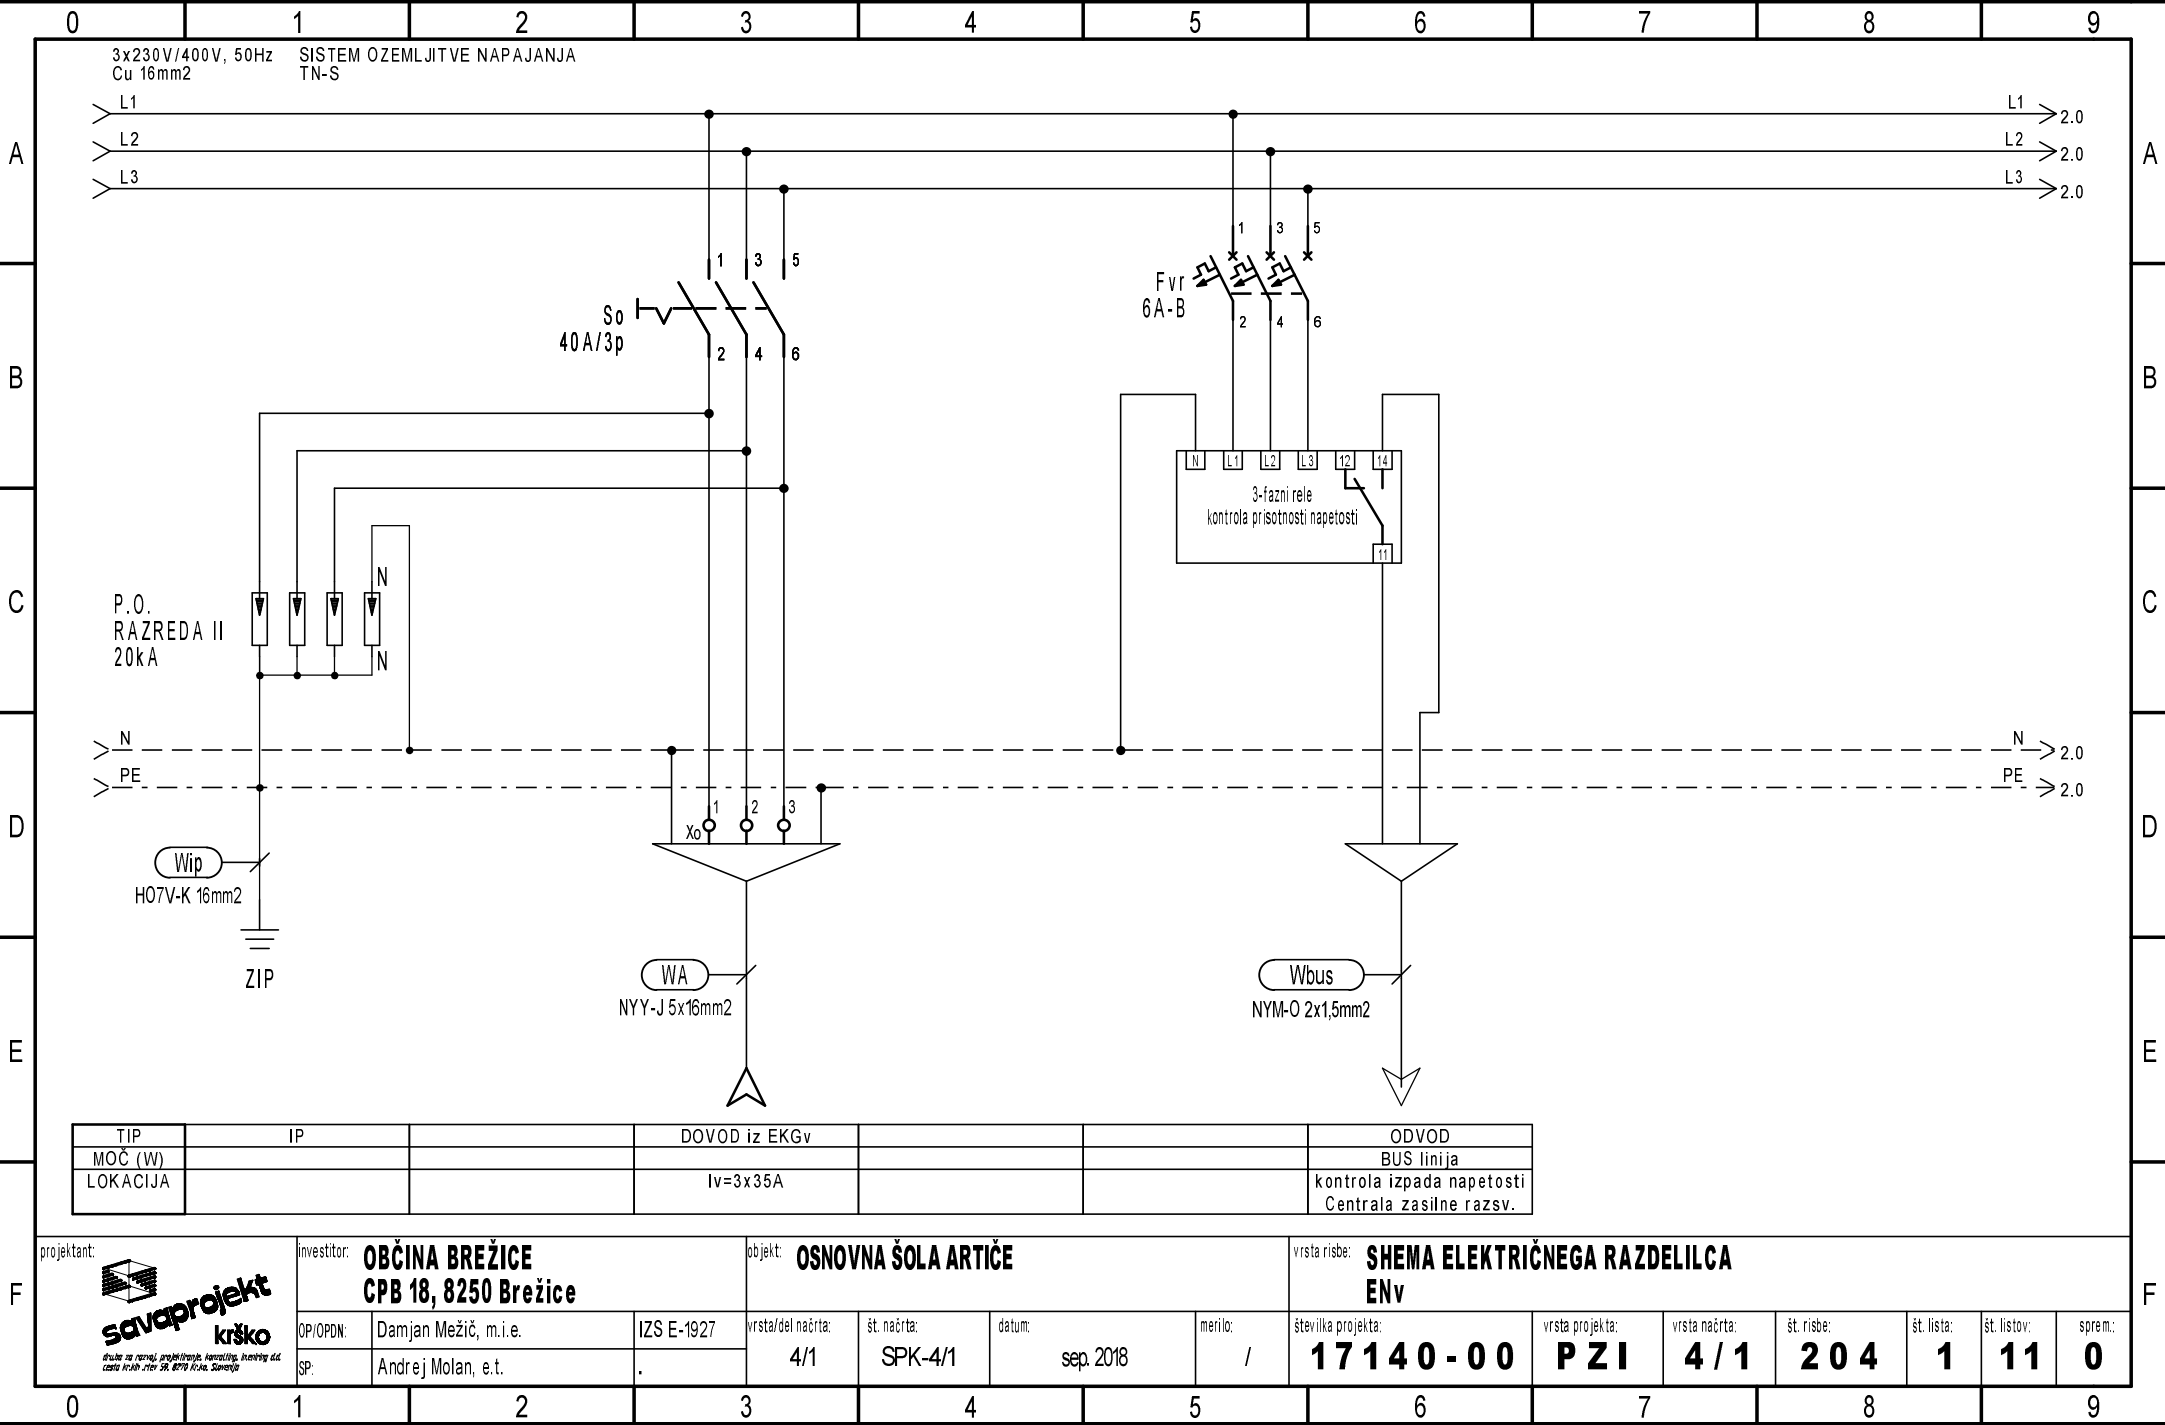 0 1 2 3 4 5 6 7 8 9
3x230V/400V, 50Hz SISTEM OZEMLJITVE NAPAJANJA
Cu 16mm2 TN-S
L1 L1 2.0
L2 L2 2.0
A A
L3 L3 2.0
1 3 5
1 3 5
Fvr
6A-B
So
40A/3p
2 4 6
2 4 6
B B
N L1 L2 L3 12 14
3-fazni rele
kontrola prisotnosti napetosti
11
N
P.O.
RAZREDA II
20kA
N
C C
N N 2.0
PE PE 2.0
Xo 1 2 3
D D
Wip
HO7V-K 16mm2
ZIP
WA
NYY-J 5x16mm2
Wbus
NYM-O 2x1,5mm2
E E
TIP IP DOVOD iz EKGv ODVOD
MOČ (W) BUS linija
LOKACIJA Iv=3x35A kontrola izpada napetosti
Centrala zasilne razsv.
projektant:
savaprojekt
krško
investitor: OBČINA BREŽICE
CPB 18, 8250 Brežice
objekt: OSNOVNA ŠOLA ARTIČE
vrsta risbe: SHEMA ELEKTRIČNEGA RAZDELILCA
ENv
F F
OP/OPDN: Damjan Mežič, m.i.e. IZS E-1927
SP: Andrej Molan, e.t. .
vrsta/del načrta: 4/1
št. načrta: SPK-4/1
datum: sep. 2018
merilo: /
številka projekta: 17140-00
vrsta projekta: PZI
vrsta načrta: 4/1
št. risbe: 204
št. lista: 1
št. listov: 11
sprem.: 0
0 1 2 3 4 5 6 7 8 9